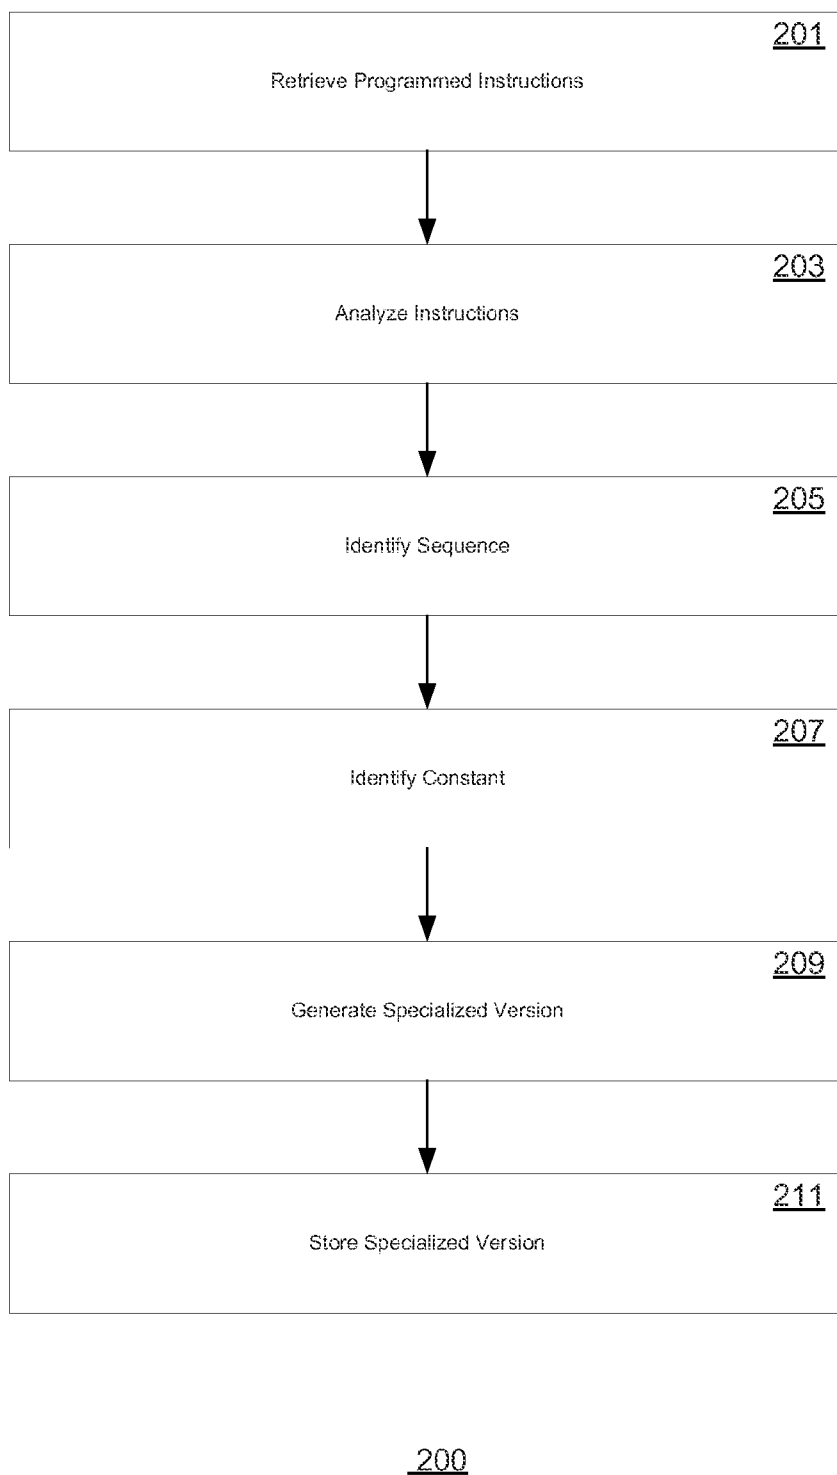 201
Retrieve Programmed Instructions
203
Analyze Instructions
205
Identify Sequence
207
Identify Constant
209
Generate Specialized Version
211
Store Specialized Version
200